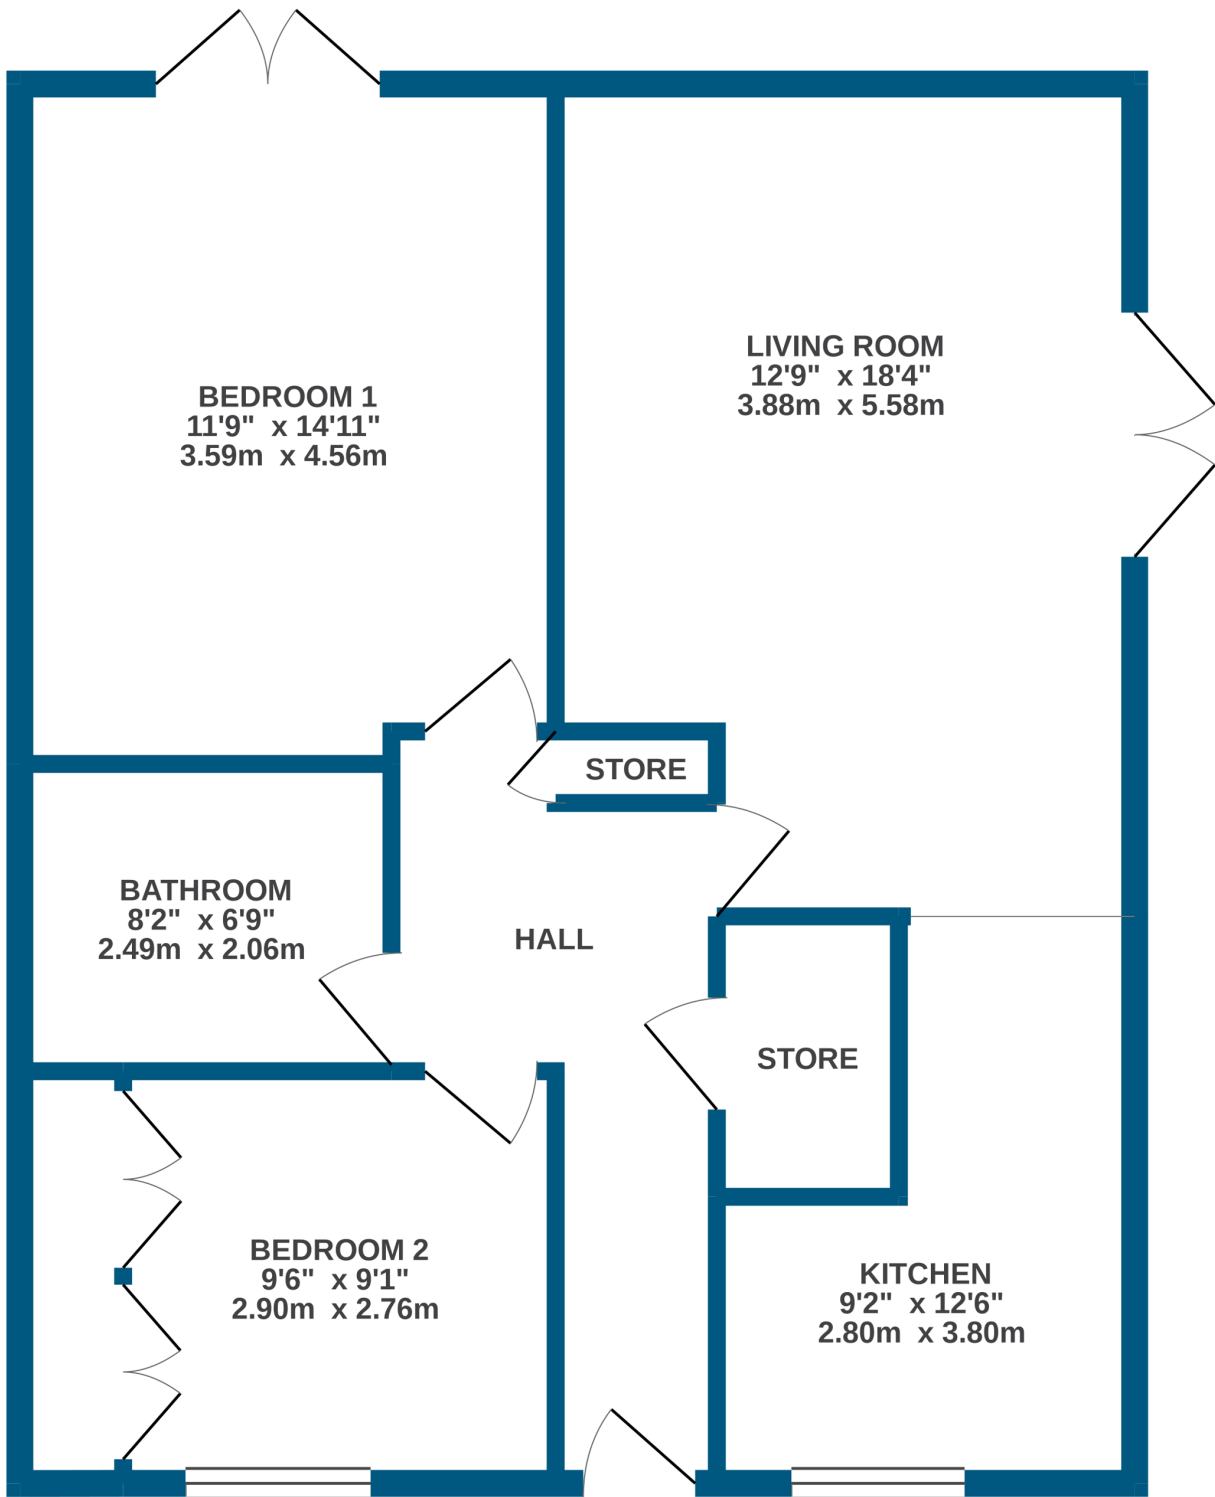 LIVING ROOM
12'9" x 18'4"
3.88m x 5.58m
BEDROOM 1
11'9" x 14'11"
3.59m x 4.56m
STORE
BATHROOM
8'2" x 6'9"
2.49m x 2.06m
HALL
STORE
BEDROOM 2
9'6" x 9'1"
2.90m x 2.76m
KITCHEN
9'2" x 12'6"
2.80m x 3.80m